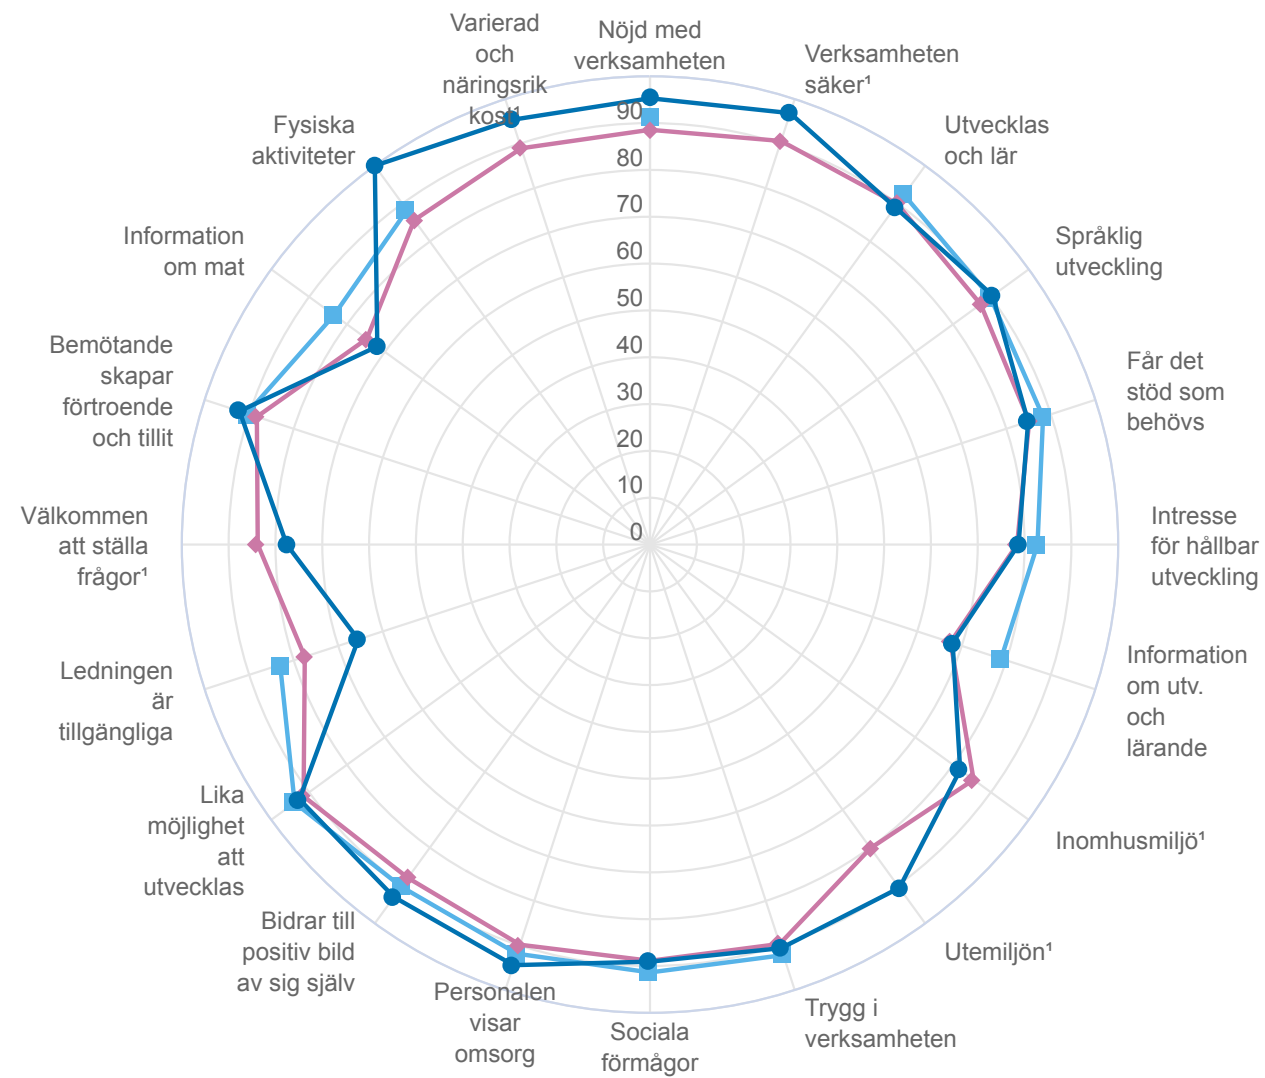 Varierad
och
näringsrik
kost¹
Nöjd med
verksamheten
Verksamheten
säker¹
Utvecklas
och lär
Språklig
utveckling
Får det
stöd som
behövs
Intresse
för hållbar
utveckling
Information
om utv.
och
lärande
Inomhusmiljö¹
Utemiljön¹
Trygg i
verksamheten
Sociala
förmågor
Personalen
visar
omsorg
Bidrar till
positiv bild
av sig själv
Lika
möjlighet
att
utvecklas
Ledningen
är
tillgängliga
Välkommen
att ställa
frågor¹
Bemötande
skapar
förtroende
och tillit
Information
om mat
Fysiska
aktiviteter
90
80
70
60
50
40
30
20
10
0